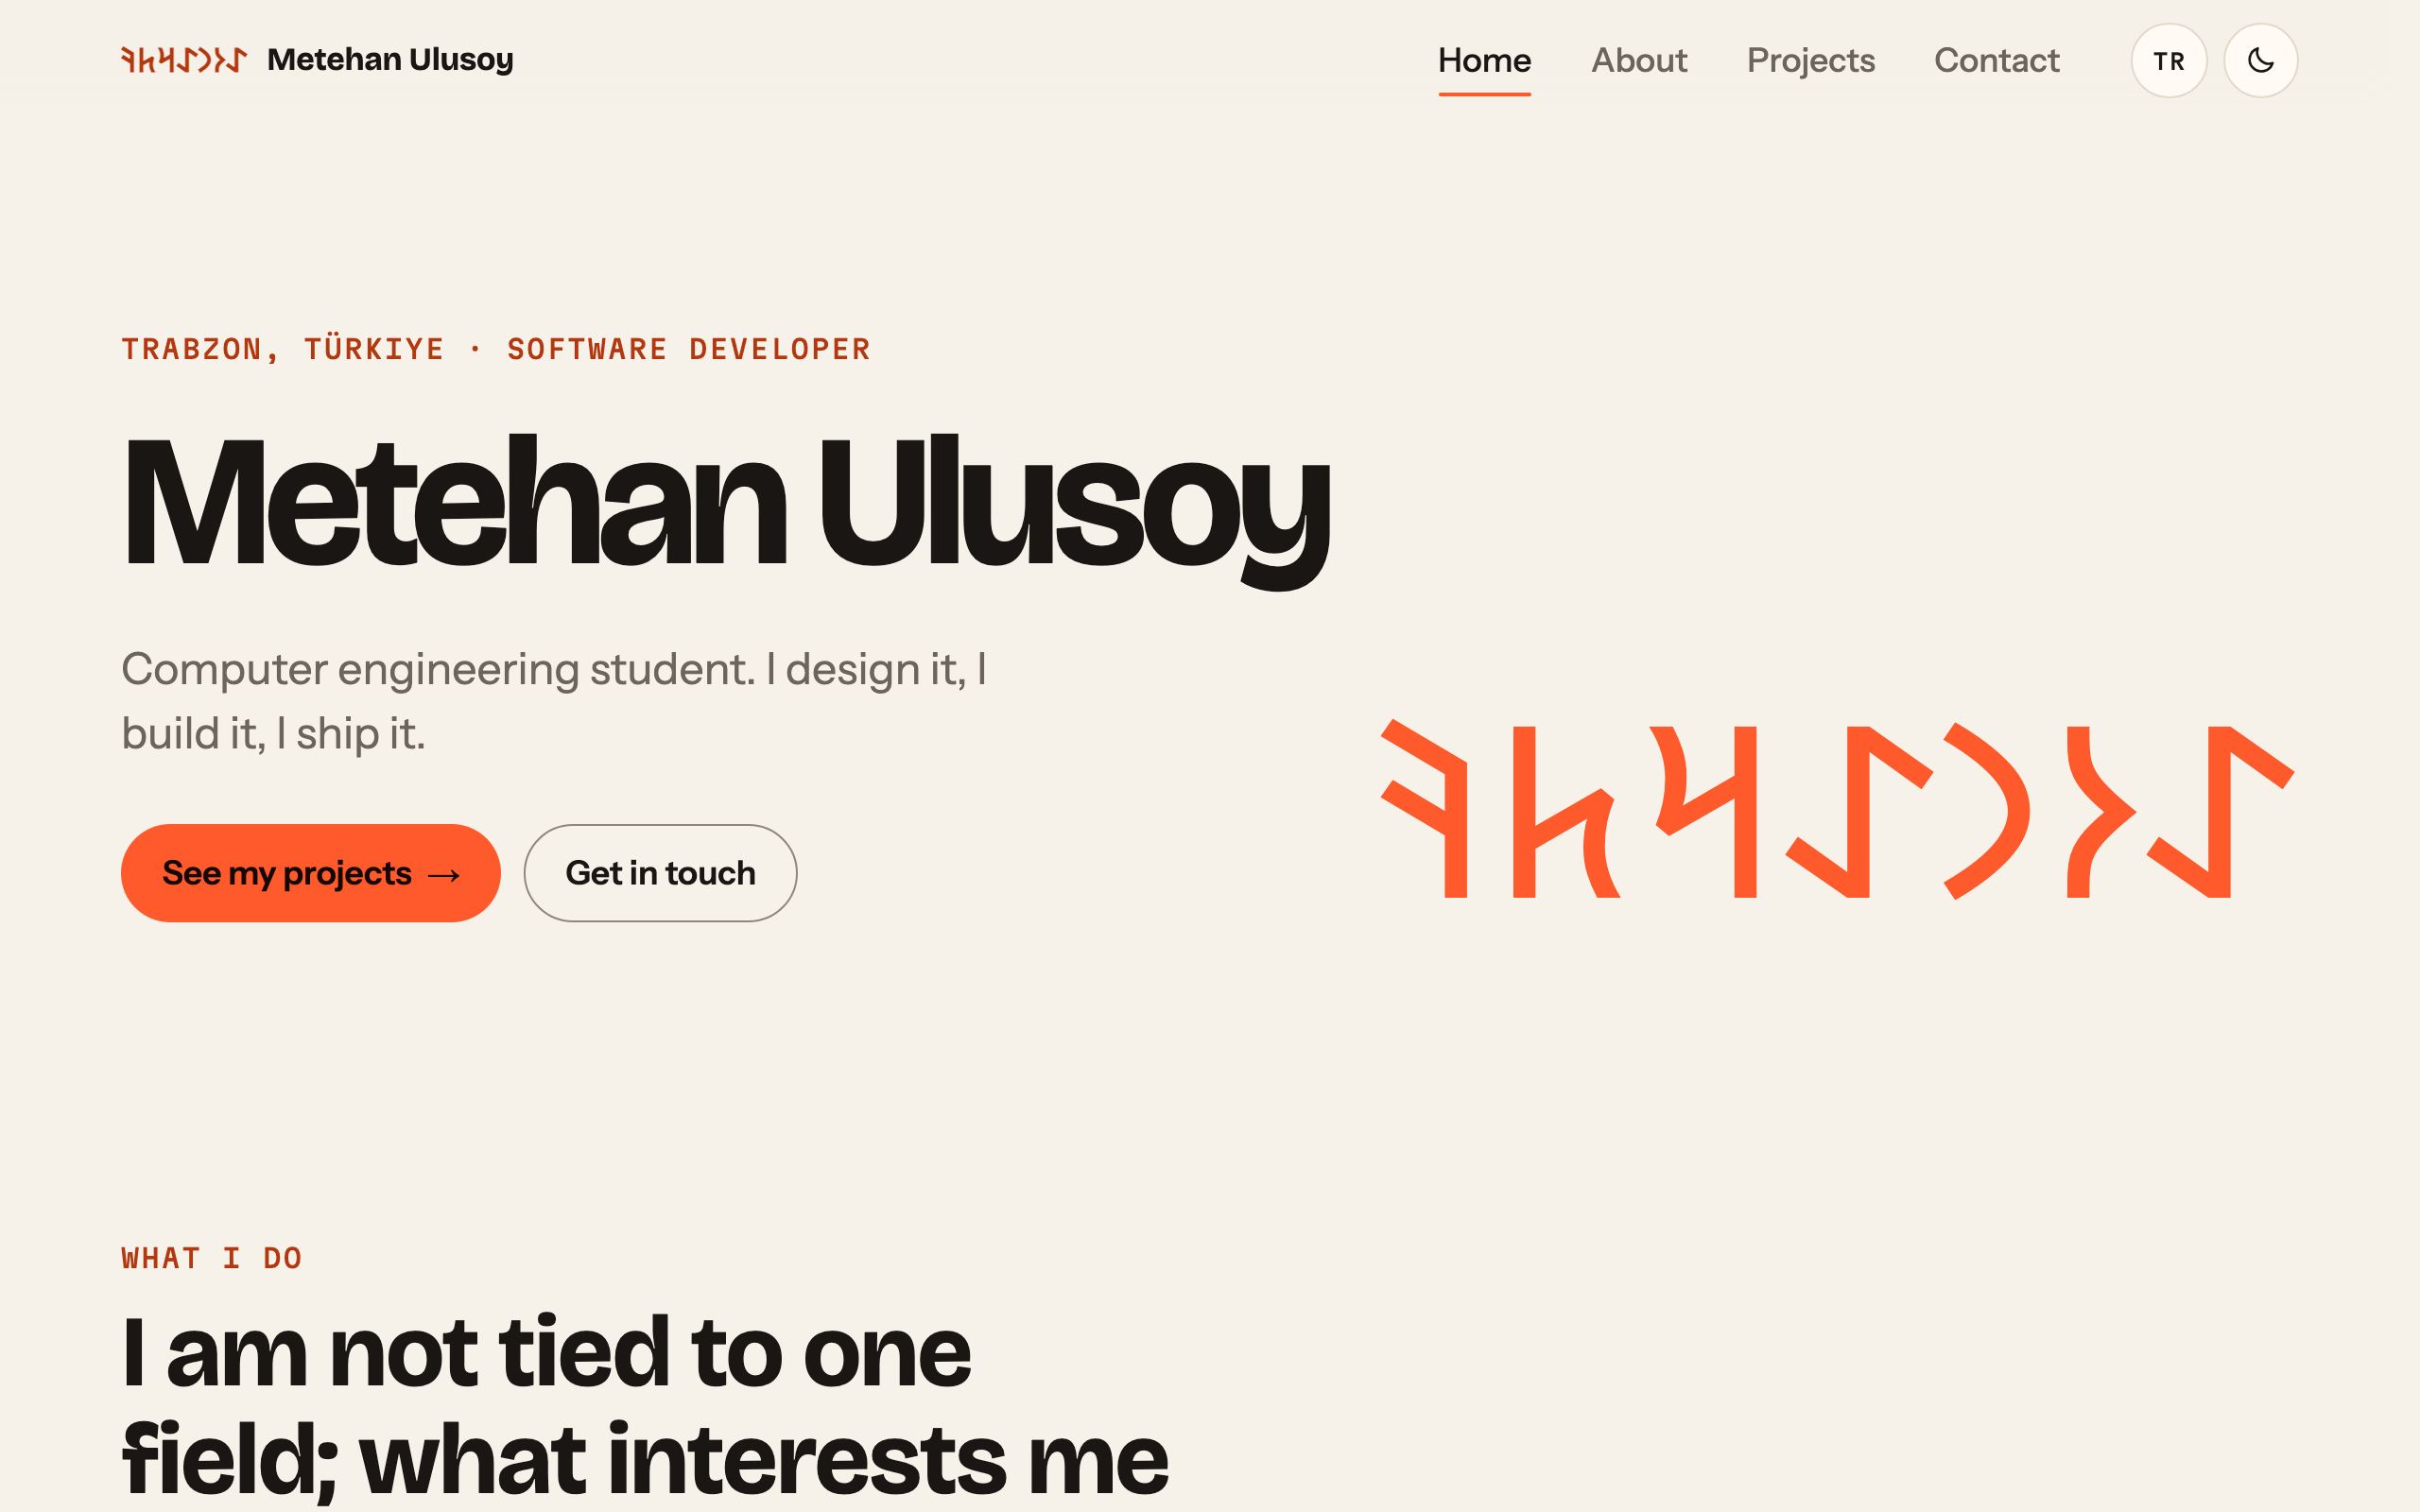 Metehan Ulusoy
Home
About
Projects
Contact
TR
TRABZON, TÜRKIYE · SOFTWARE DEVELOPER
Metehan Ulusoy
Computer engineering student. I design it, I
build it, I ship it.
See my projects →
Get in touch
WHAT I DO
I am not tied to one
field; what interests me